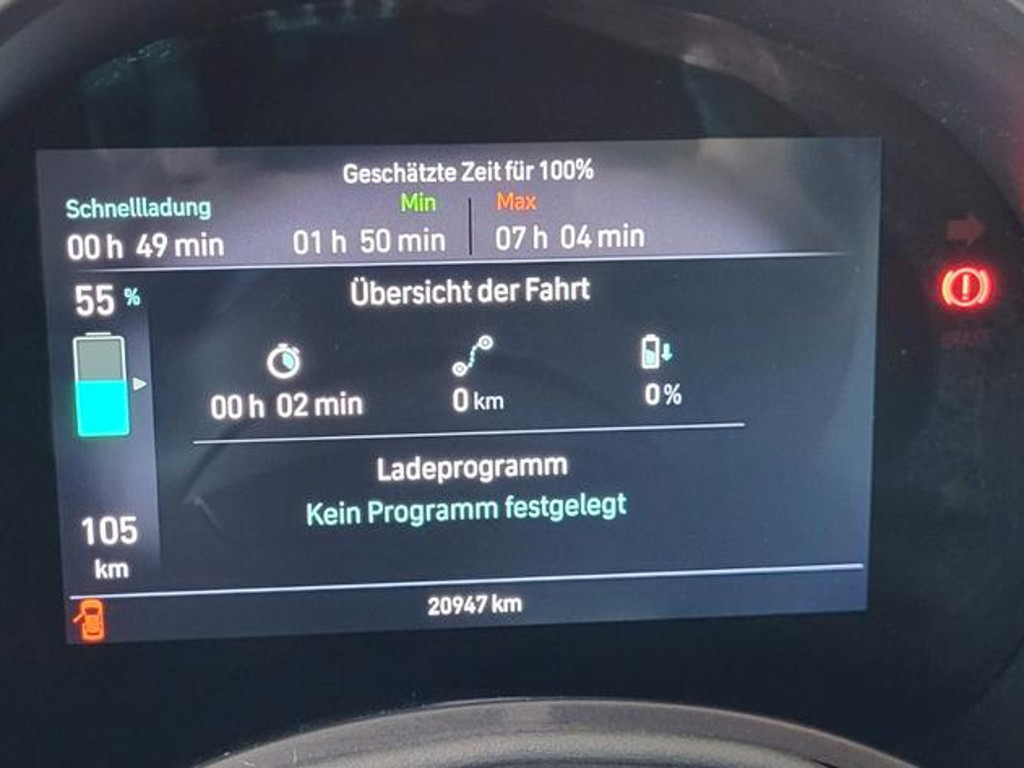 Geschätzte Zeit für 100%
Schnellladung
Min
Max
00 h 49 min
01 h 50 min
07 h 04 min
55 %
Übersicht der Fahrt
00 h 02 min
0 km
0 %
Ladeprogramm
Kein Programm festgelegt
105
km
20947 km